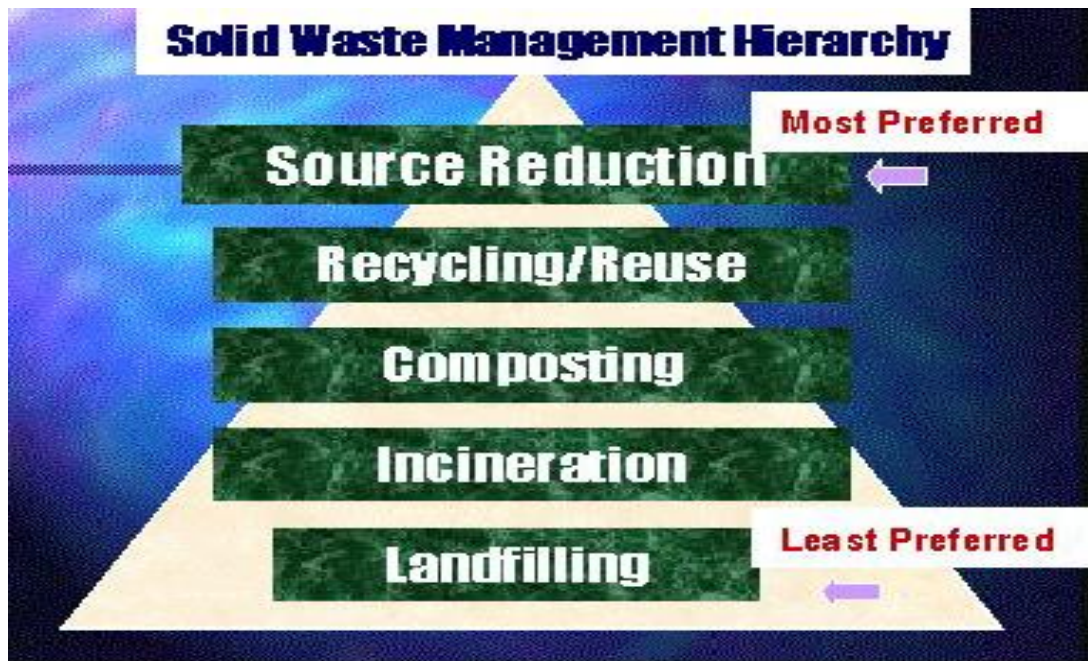 Solid Waste Management Hierarchy
Most Preferred
Source Reduction
Recycling/Reuse
Composting
Incineration
Least Preferred
Landfilling